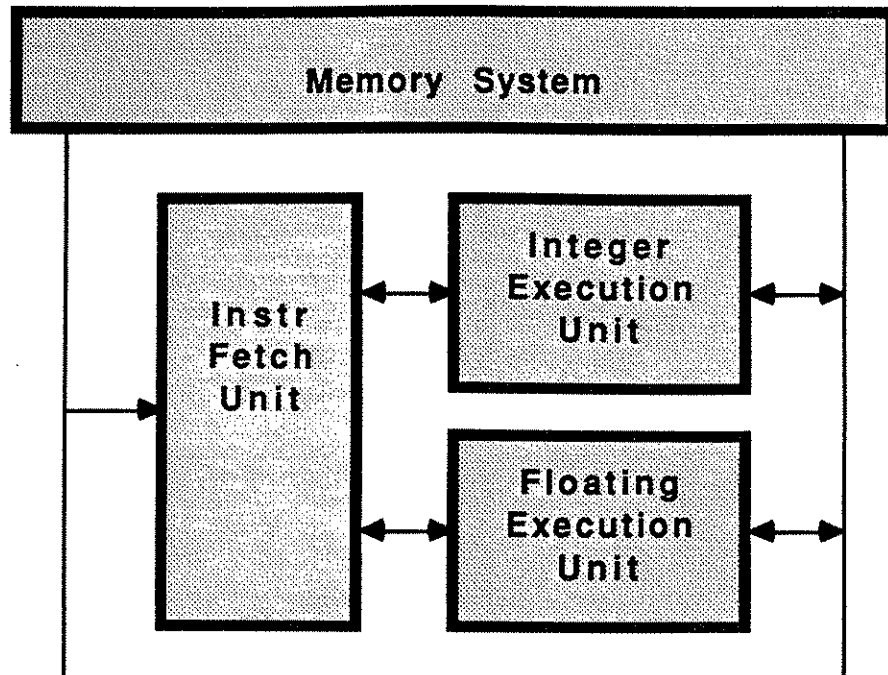 Memory System
Instr
Fetch
Unit
Integer
Execution
Unit
Floating
Execution
Unit